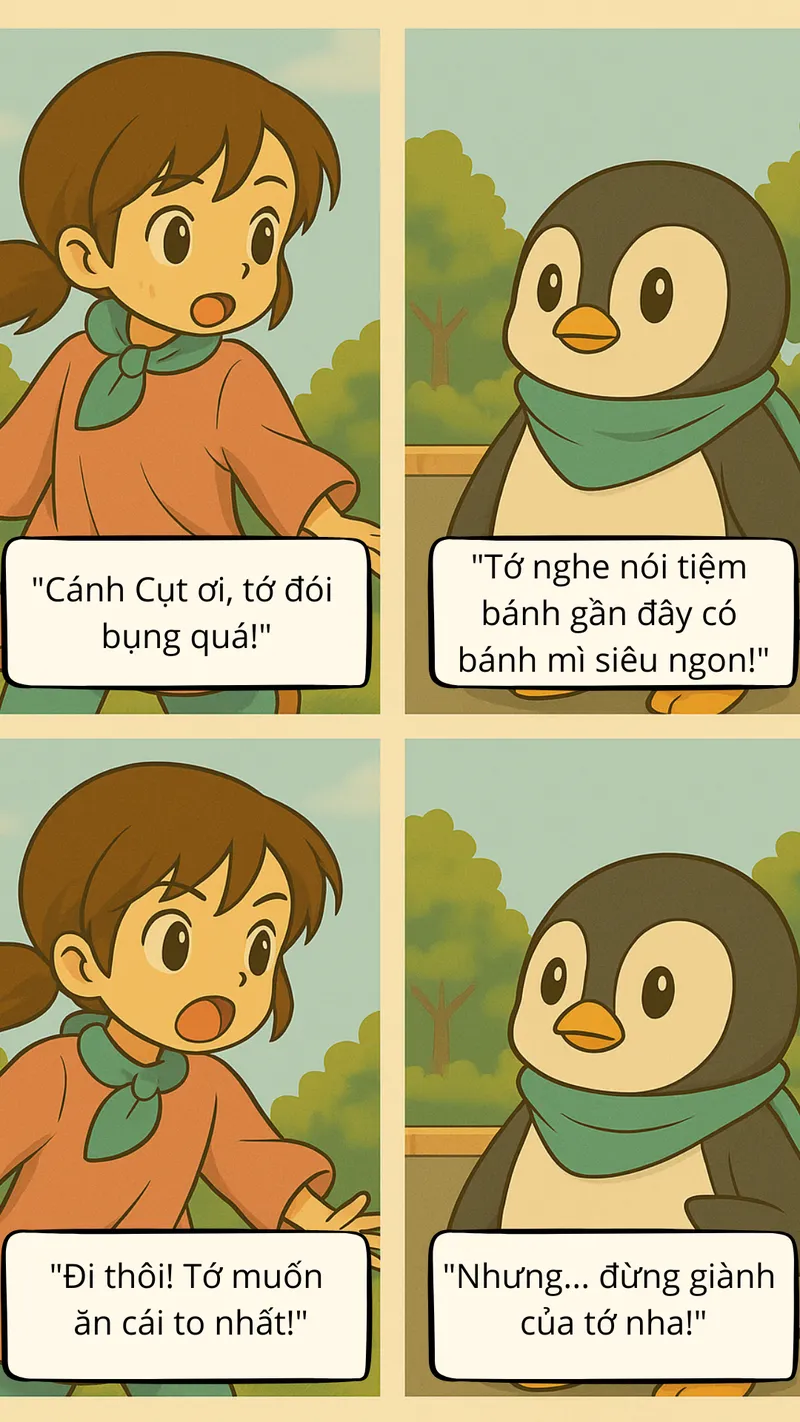 "Cánh Cụt ơi, tớ đói
bụng quá!"
"Tớ nghe nói tiệm
bánh gần đây có
bánh mì siêu ngon!"
"Đi thôi! Tớ muốn
ăn cái to nhất!"
"Nhưng... đừng giành
của tớ nha!"